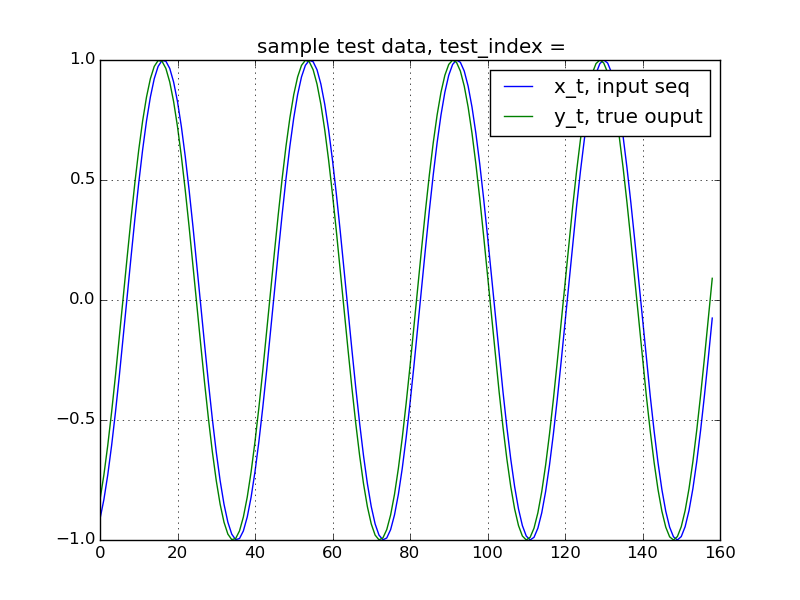 sample test data, test_index =
1.0
x_t, input seq
y_t, true ouput
0.5
0.0
−0.5
−1.0
0 20 40 60 80 100 120 140 160